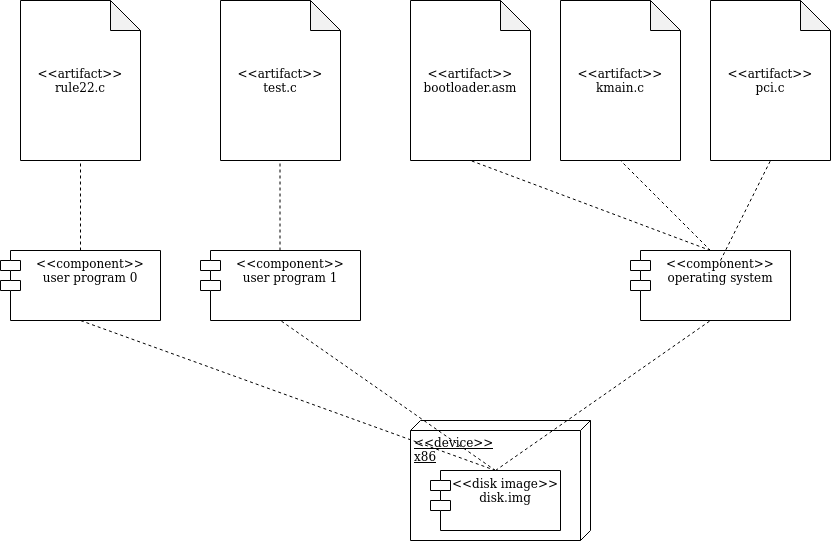 <<artifact>>
rule22.c
<<artifact>>
test.c
<<artifact>>
bootloader.asm
<<artifact>>
kmain.c
<<artifact>>
pci.c
<<component>>
user program 0
<<component>>
user program 1
<<component>>
operating system
<<device>>
x86
<<disk image>>
disk.img